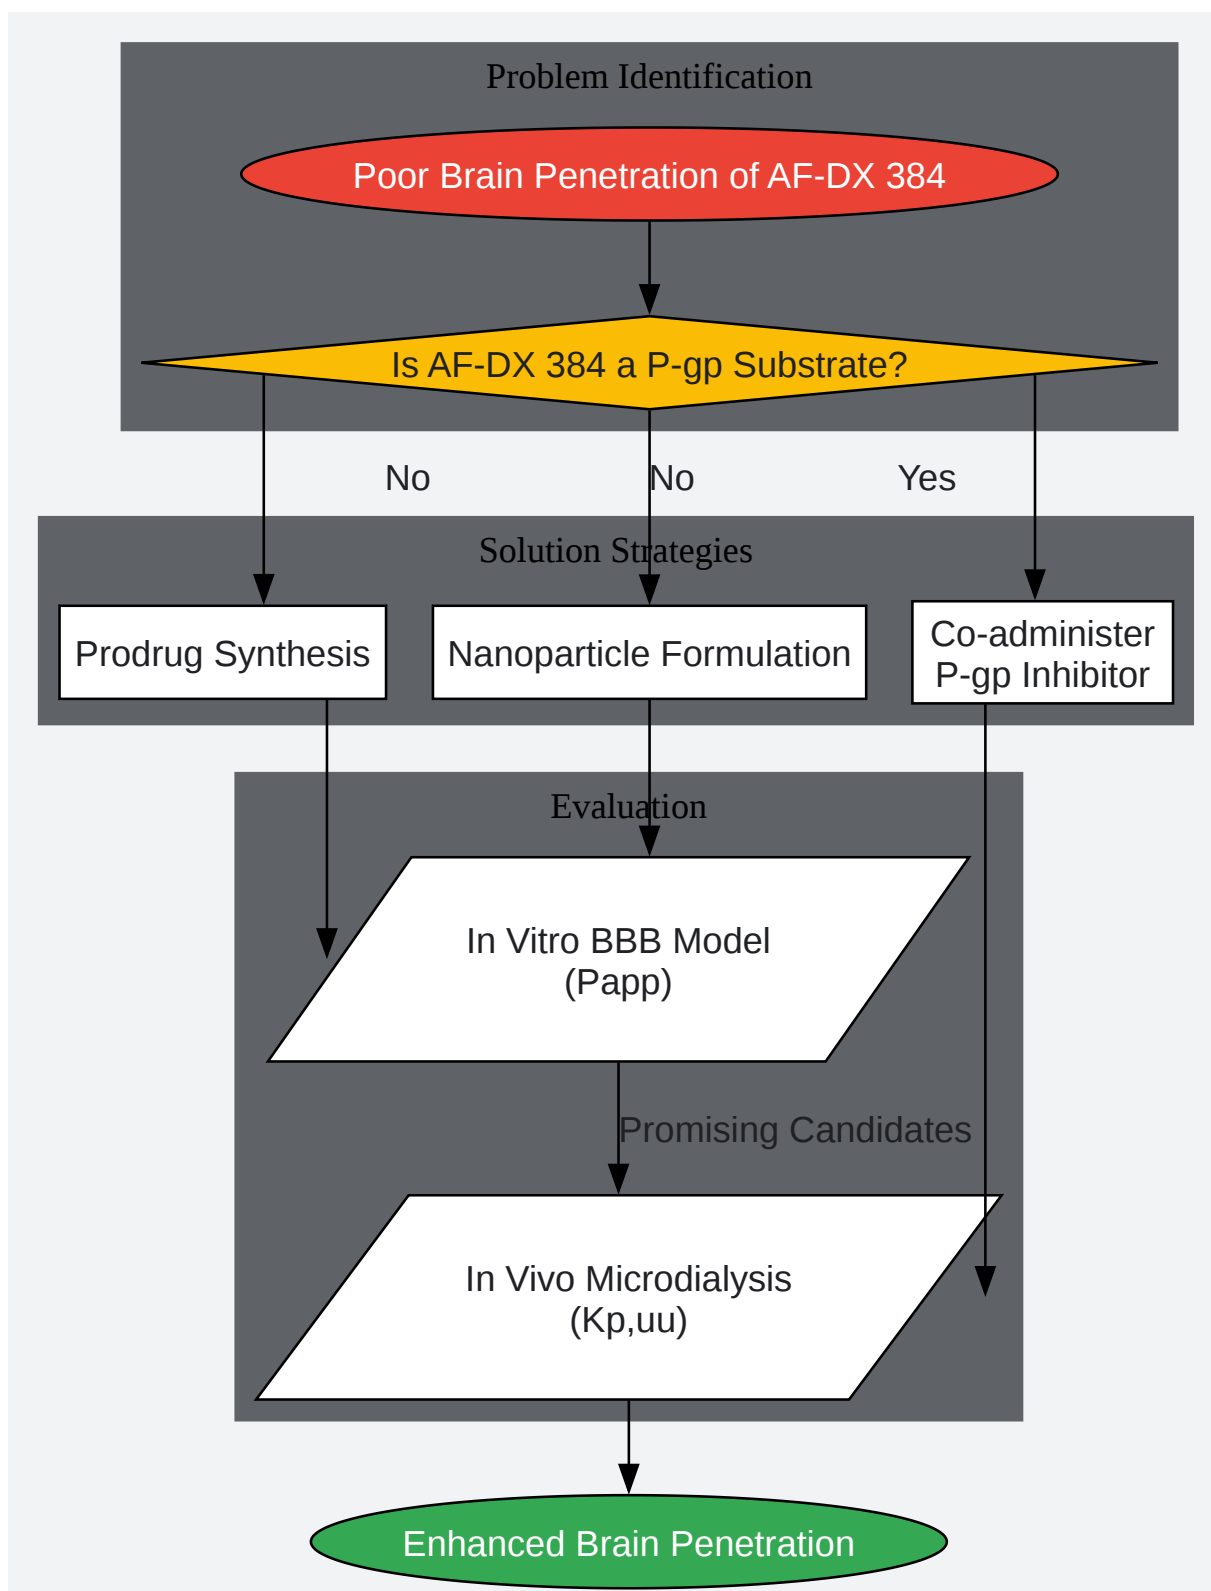 Problem Identification
Poor Brain Penetration of AF-DX 384
Is AF-DX 384 a P-gp Substrate?
No
No
Yes
Solution Strategies
Prodrug Synthesis
Nanoparticle Formulation
Co-administer
P-gp Inhibitor
Evaluation
In Vitro BBB Model
(Papp)
Promising Candidates
In Vivo Microdialysis
(Kp,uu)
Enhanced Brain Penetration